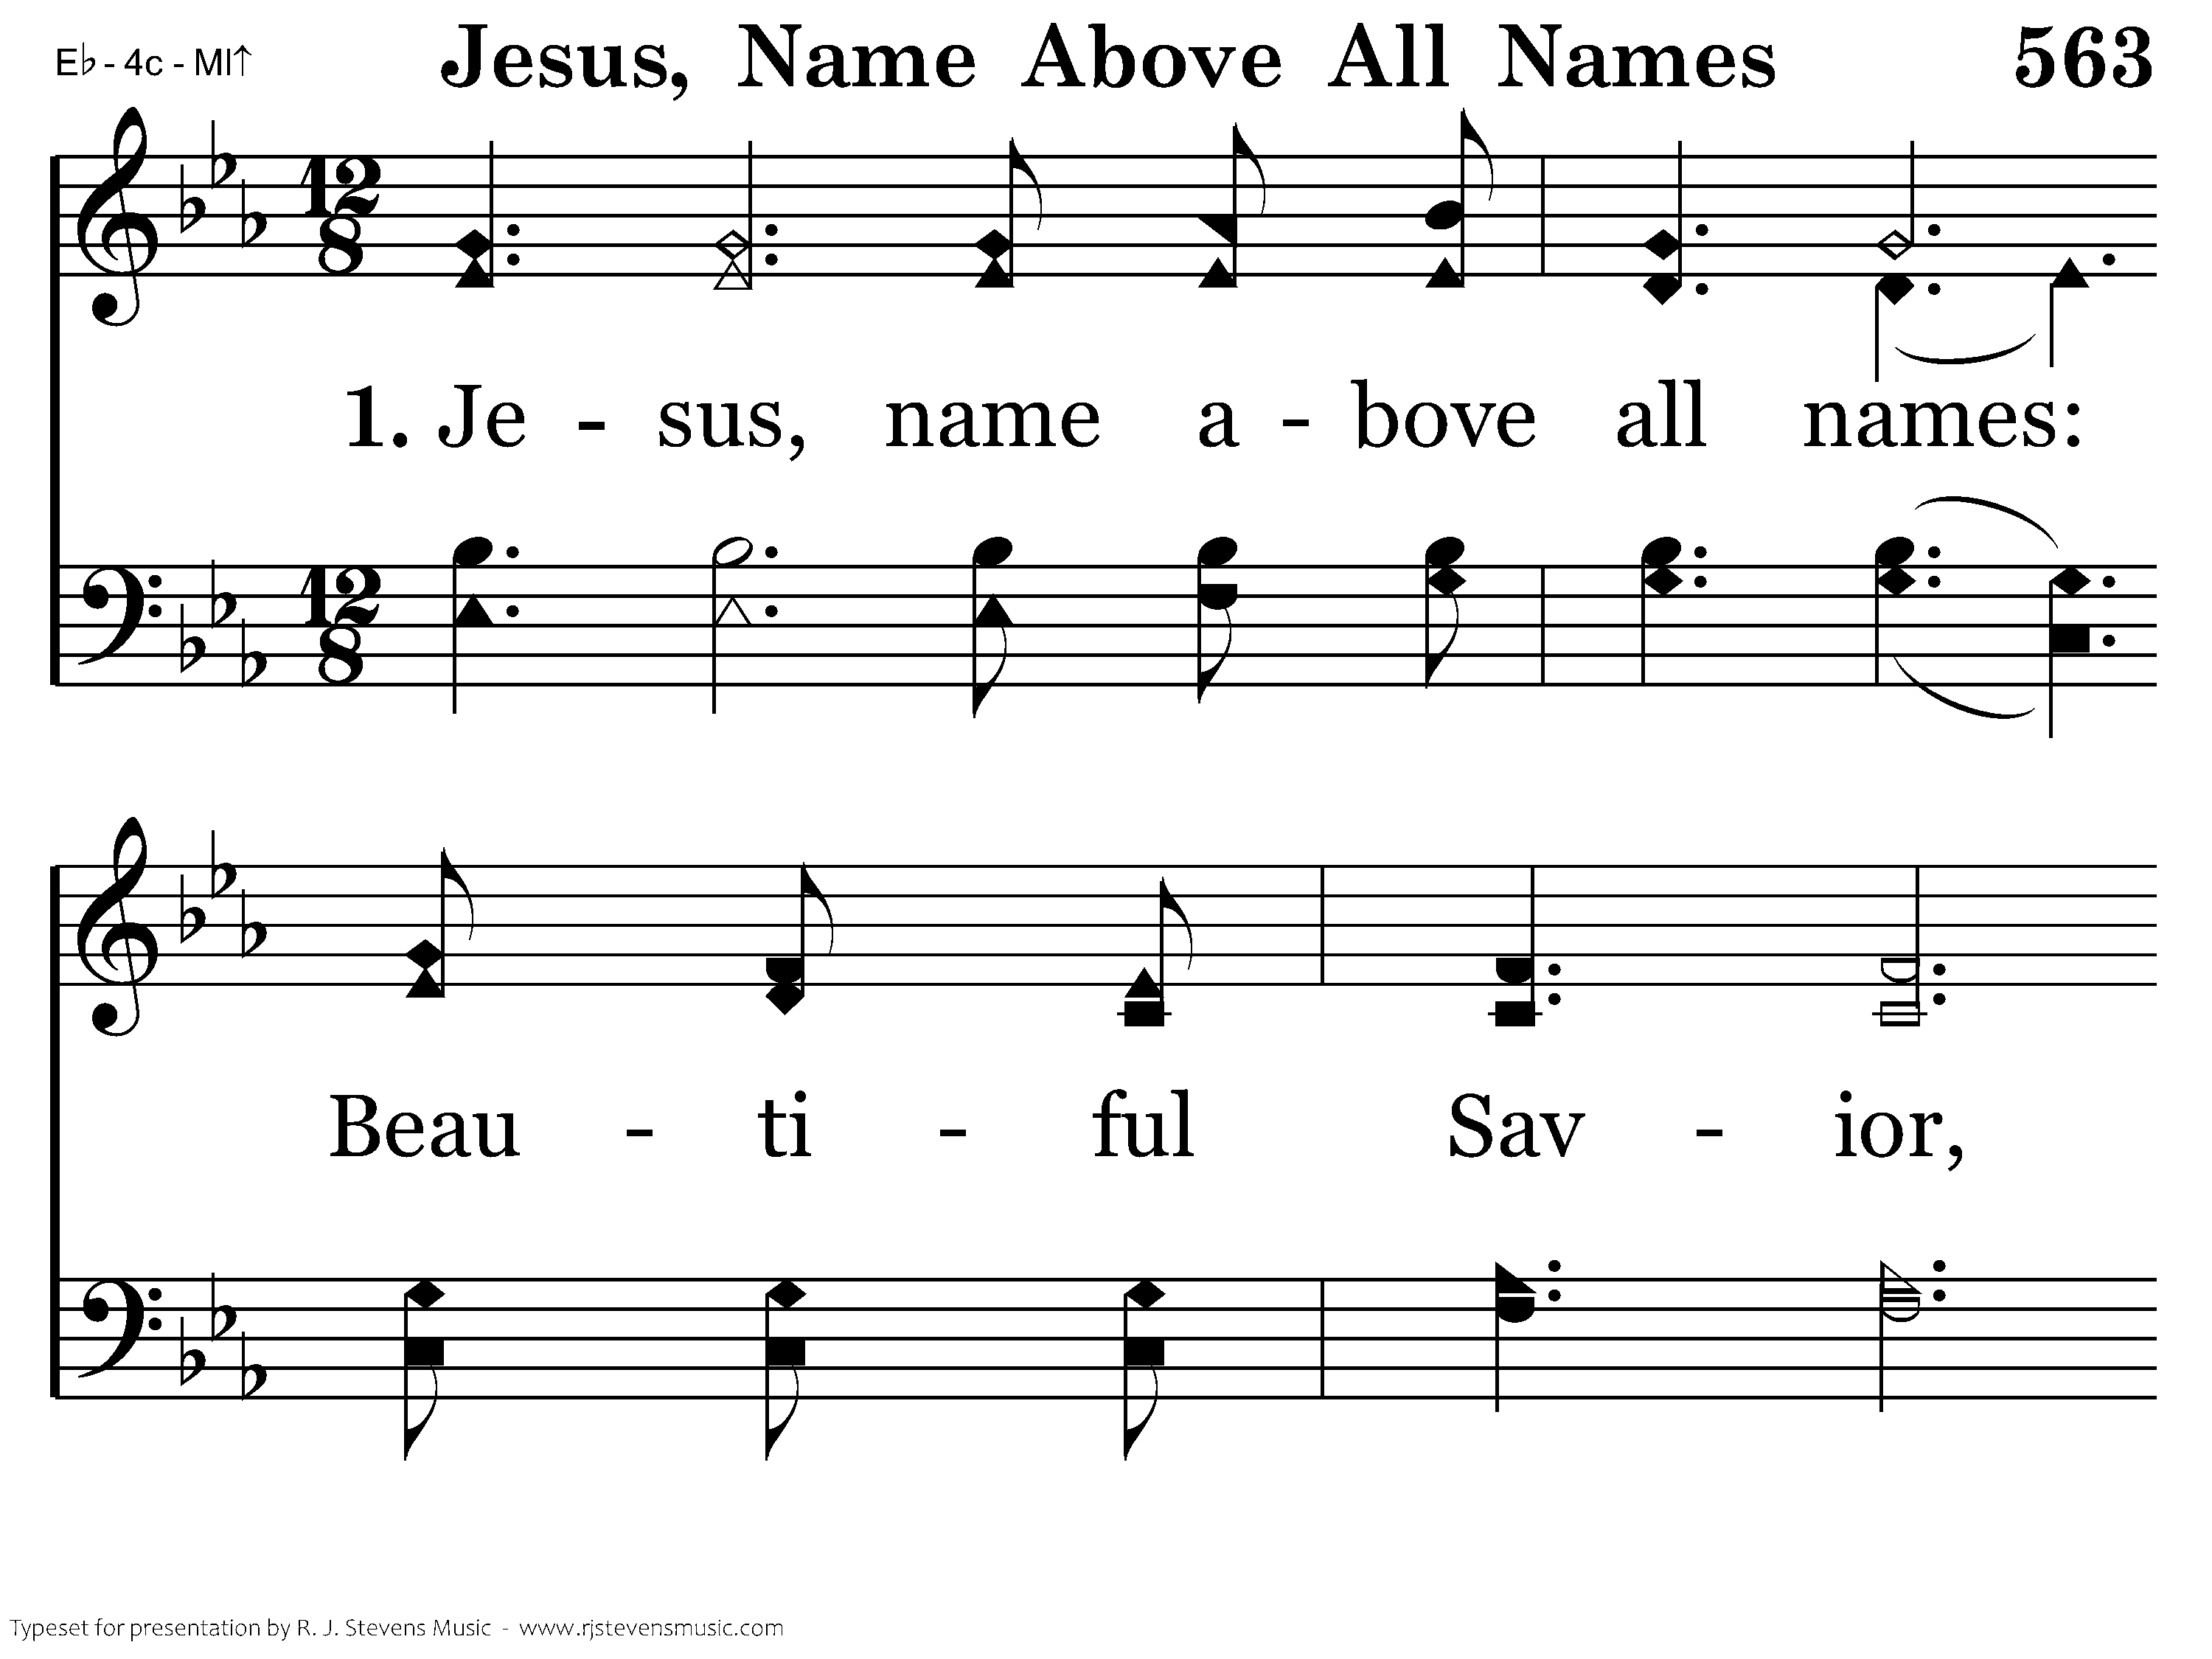 E♭ - 4c - MI↑ Jesus, Name Above All Names 563
1. Je - sus, name a - bove all names:
Beau - ti - ful Sav - ior,
Typeset for presentation by R. J. Stevens Music - www.rjstevensmusic.com